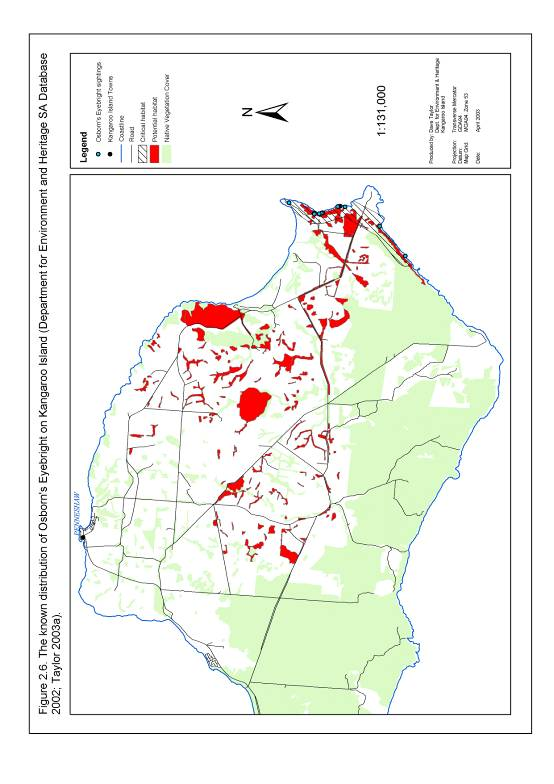 Figure 2.6. The known distribution of Osborn's Eyebright on Kangaroo Island (Department for Environment and Heritage SA Database
2002; Taylor 2003a).
PENNESHAW
Legend
Osborn's Eyebright sightings
Kangaroo Island Towns
Coastline
Road
Critical habitat
Potential habitat
Native Vegetation Cover
N
1:131,000
Produced by: Dave Taylor
Dept. for Environment & Heritage
Kangaroo Island
Projection: Transverse Mercator
Datum: GDA94
Map Grid: MGA94 Zone 53
Date: April 2003